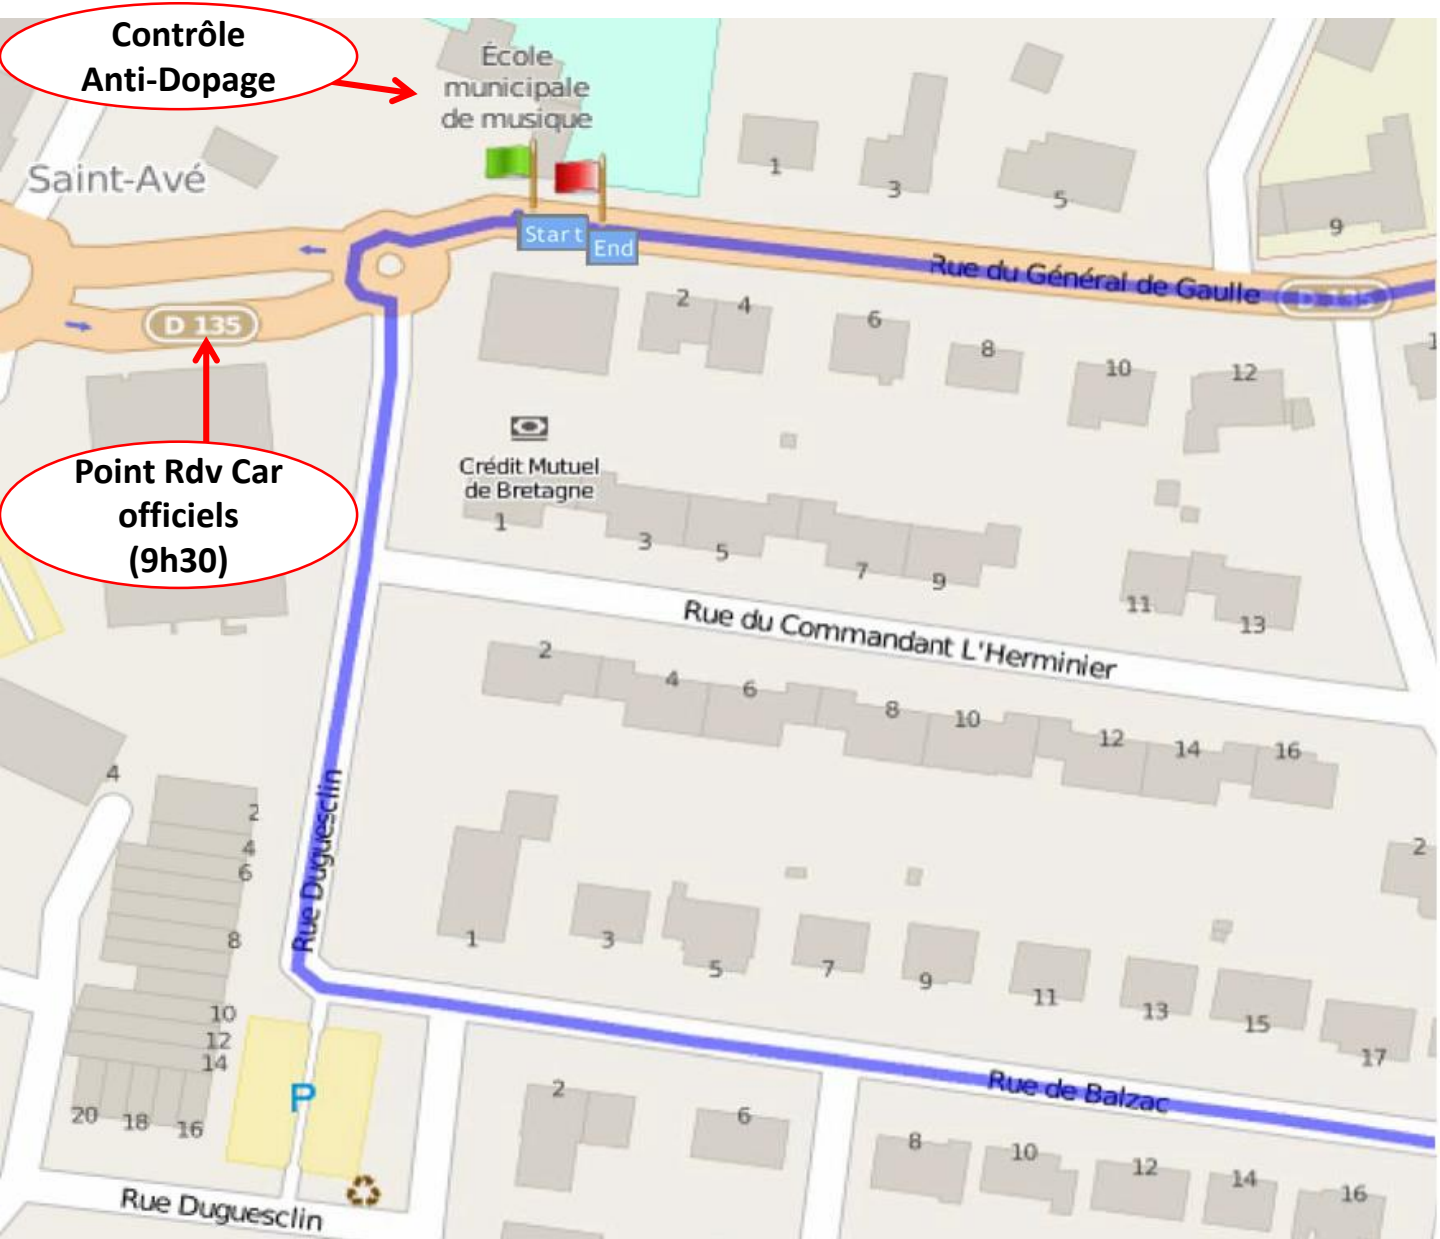 Contrôle
Anti-Dopage
École
municipale
de musique
Saint-Avé
Start
End
1
3
5
9
Rue du Général de Gaulle
D 135
D 135
2
4
6
8
10
12
1
Point Rdv Car
officiels
(9h30)
Crédit Mutuel
de Bretagne
1
3
5
7
9
11
13
Rue du Commandant L'Herminier
2
4
6
8
10
12
14
16
Rue Duguesclin
4
2
4
6
8
10
12
14
20
18
16
2
1
3
5
7
9
11
13
15
17
P
Rue de Balzac
2
6
8
10
12
14
16
Rue Duguesclin